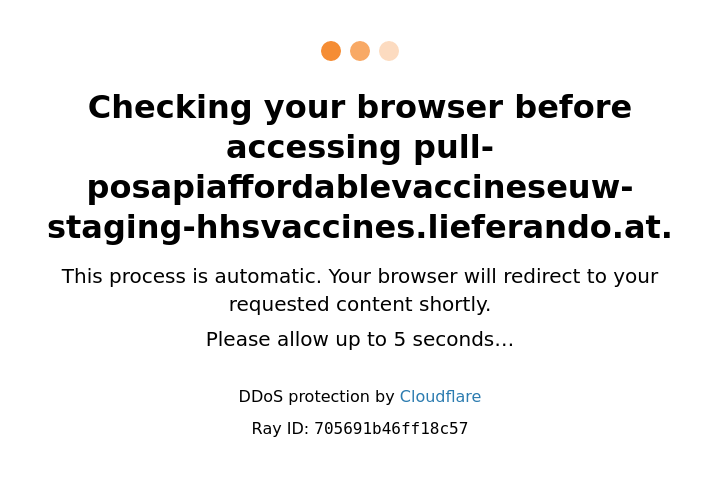 Checking your browser before
accessing pull-
posapiaffordablevaccineseuw-
staging-hhsvaccines.lieferando.at.
This process is automatic. Your browser will redirect to your
requested content shortly.
Please allow up to 5 seconds…
DDoS protection by Cloudflare
Ray ID: 705691b46ff18c57